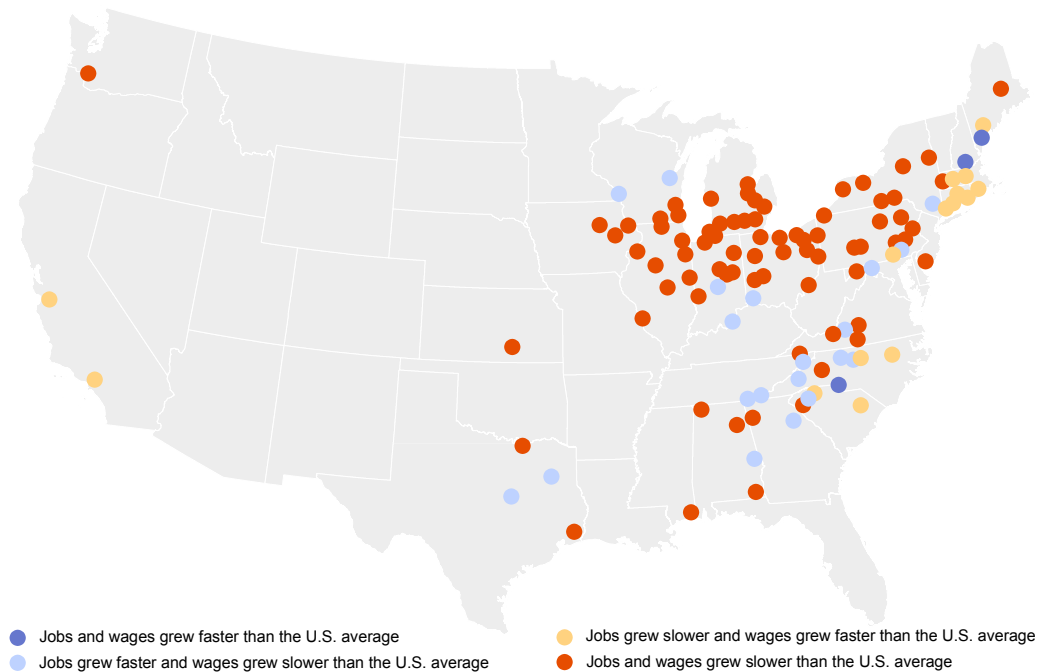 Jobs and wages grew faster than the U.S. average
Jobs grew faster and wages grew slower than the U.S. average
Jobs grew slower and wages grew faster than the U.S. average
Jobs and wages grew slower than the U.S. average